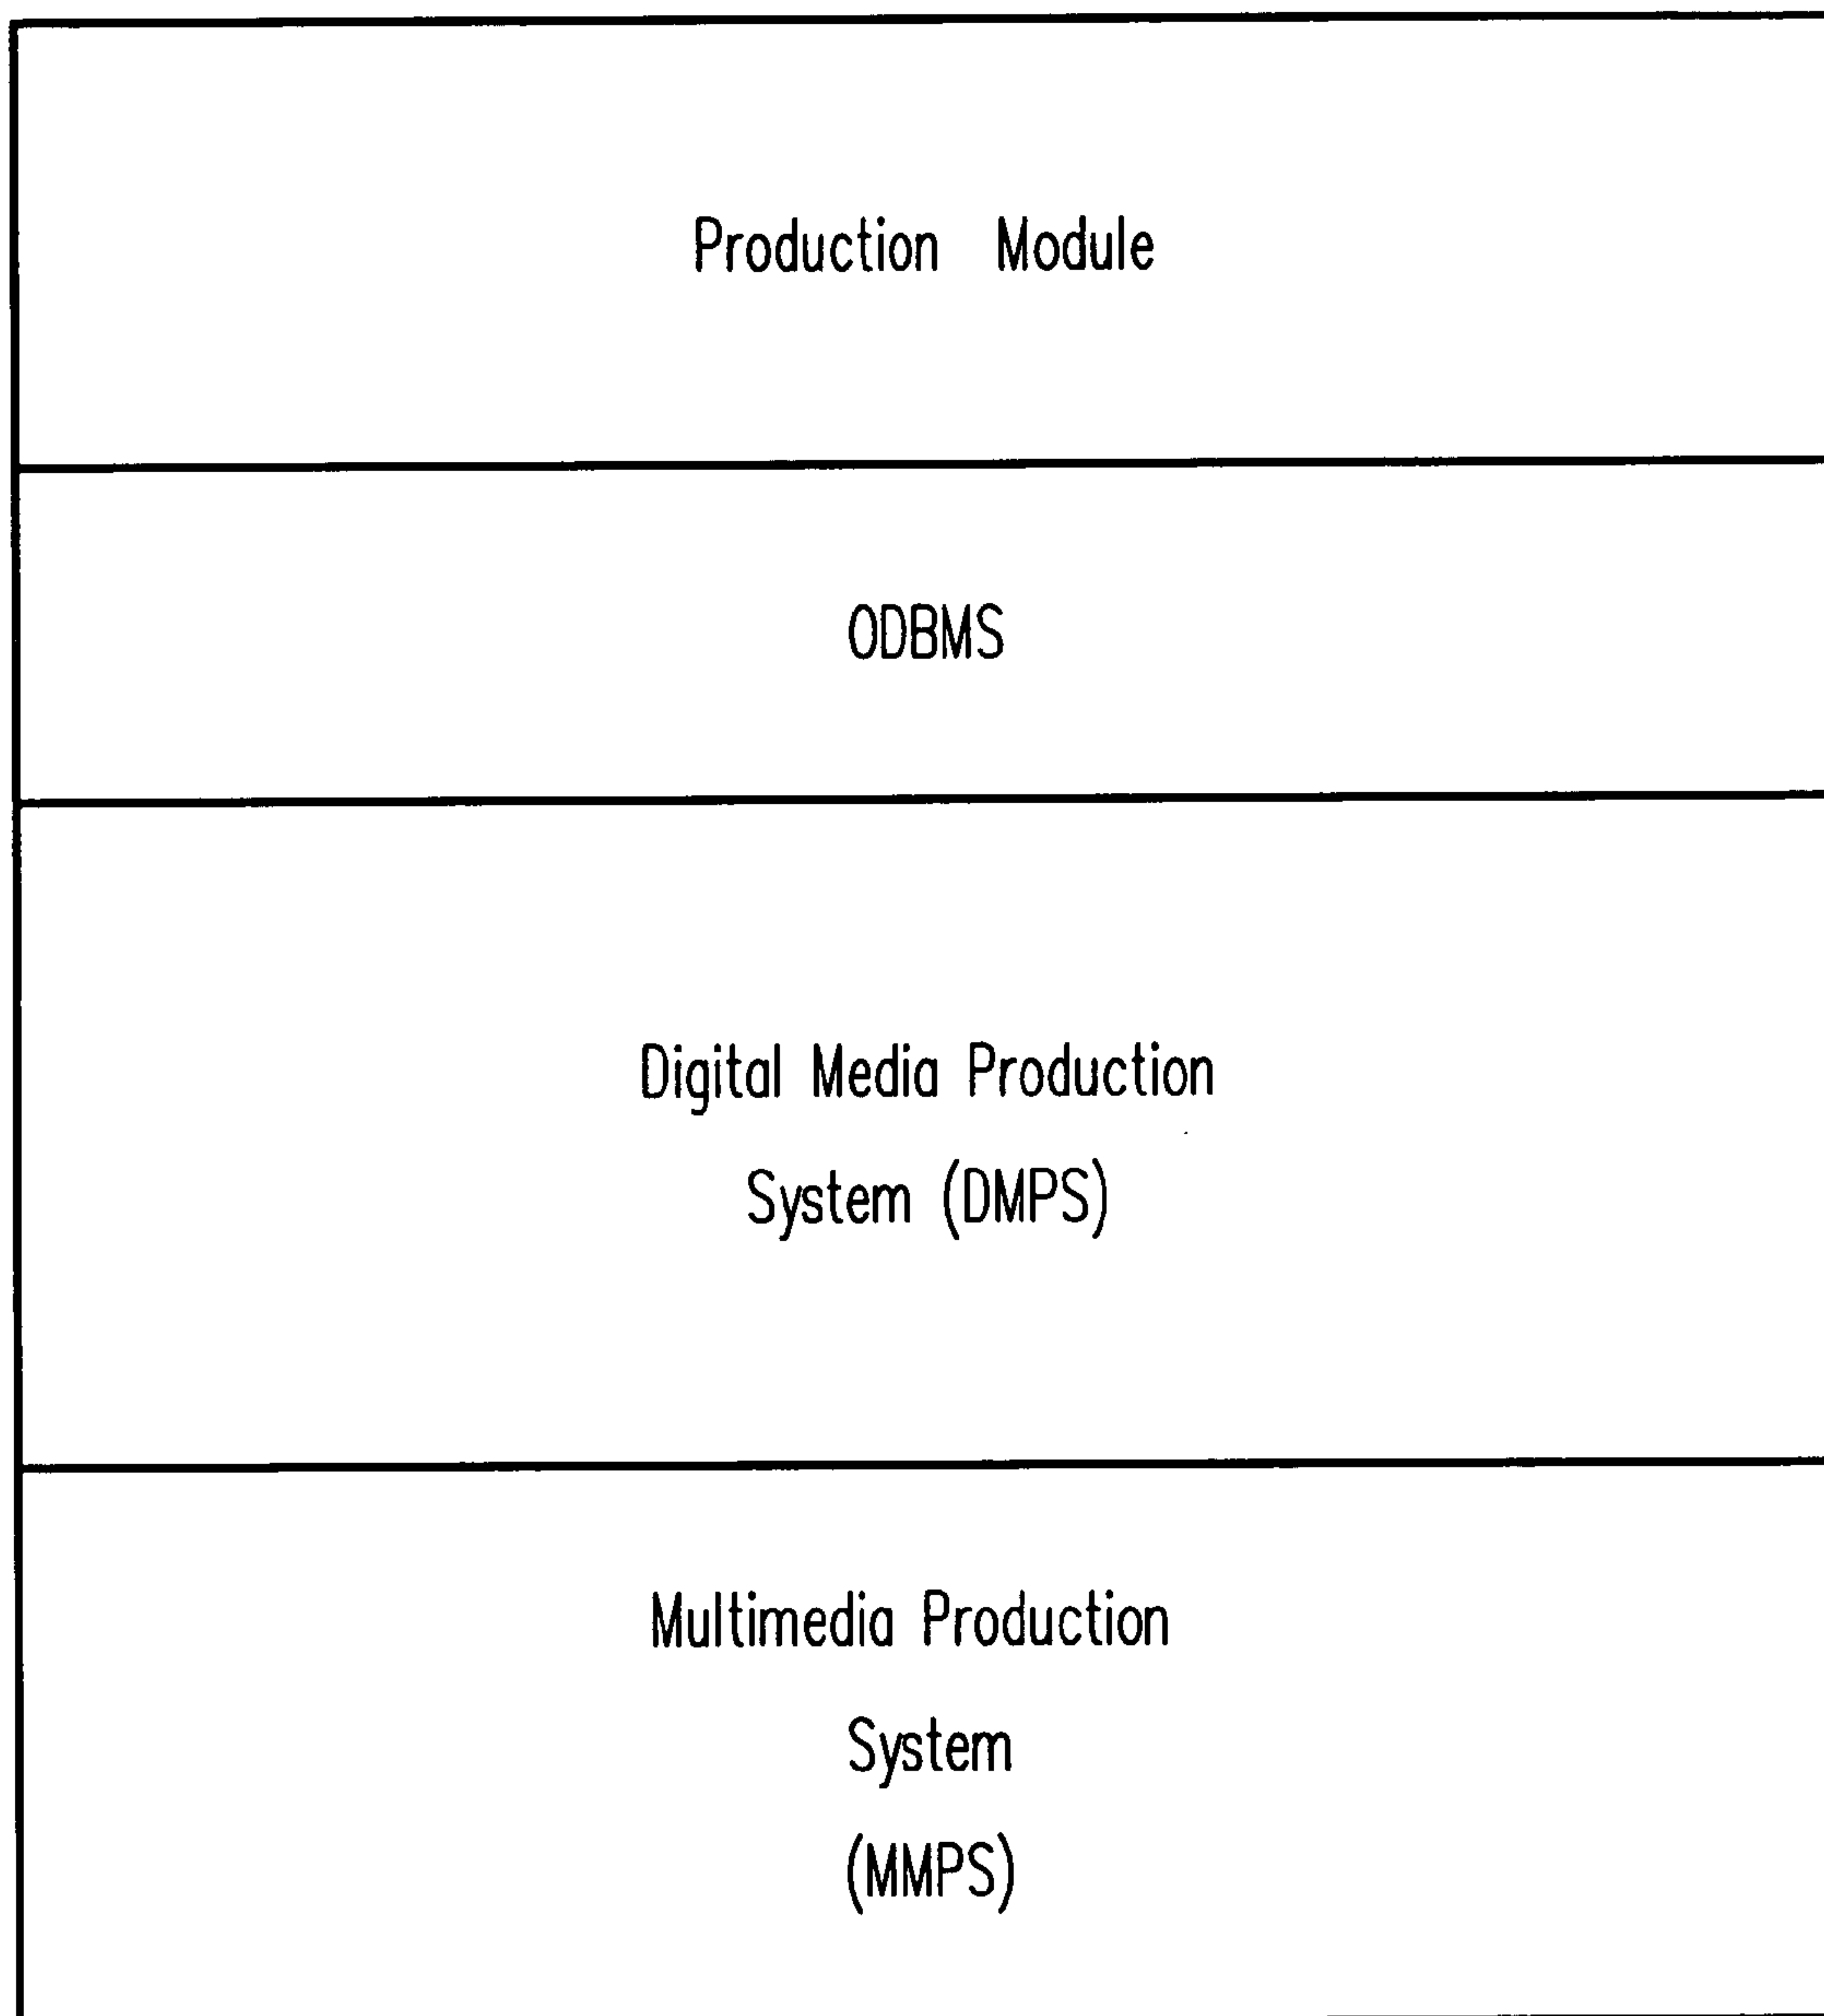 Production Module
ODBMS
Digital Media Production
System (DMPS)
Multimedia Production
System
(MMPS)